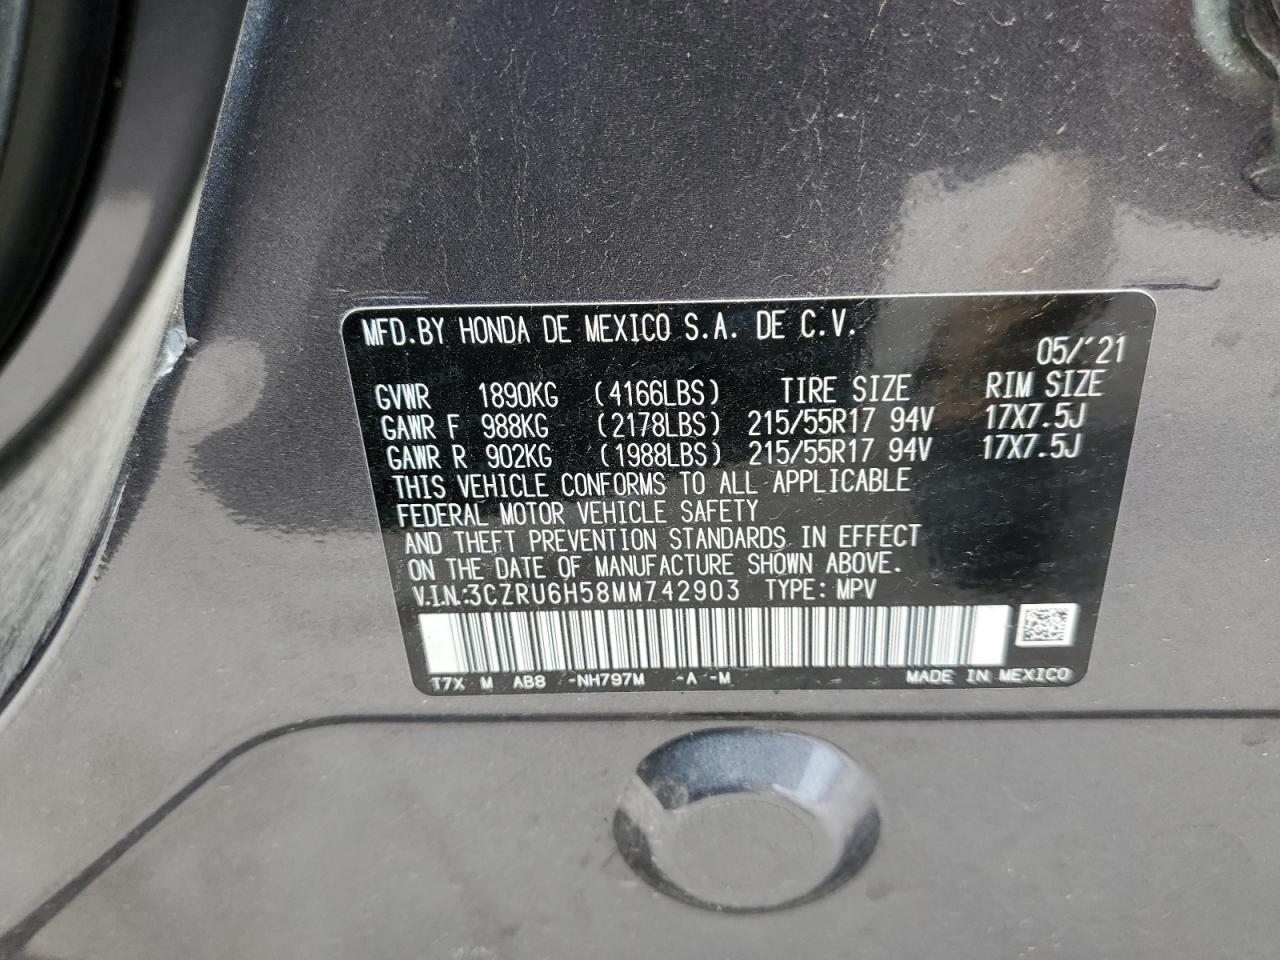 MFD.BY HONDA DE MEXICO S.A. DE C.V.
05/'21
GVWR 1890KG (4166LBS) TIRE SIZE RIM SIZE
GAWR F 988KG (2178LBS) 215/55R17 94V 17X7.5J
GAWR R 902KG (1988LBS) 215/55R17 94V 17X7.5J
THIS VEHICLE CONFORMS TO ALL APPLICABLE
FEDERAL MOTOR VEHICLE SAFETY
AND THEFT PREVENTION STANDARDS IN EFFECT
ON THE DATE OF MANUFACTURE SHOWN ABOVE.
V.I.N.:3CZRU6H58MM742903 TYPE: MPV
T7X M AB8 -NH797M -A -M MADE IN MEXICO